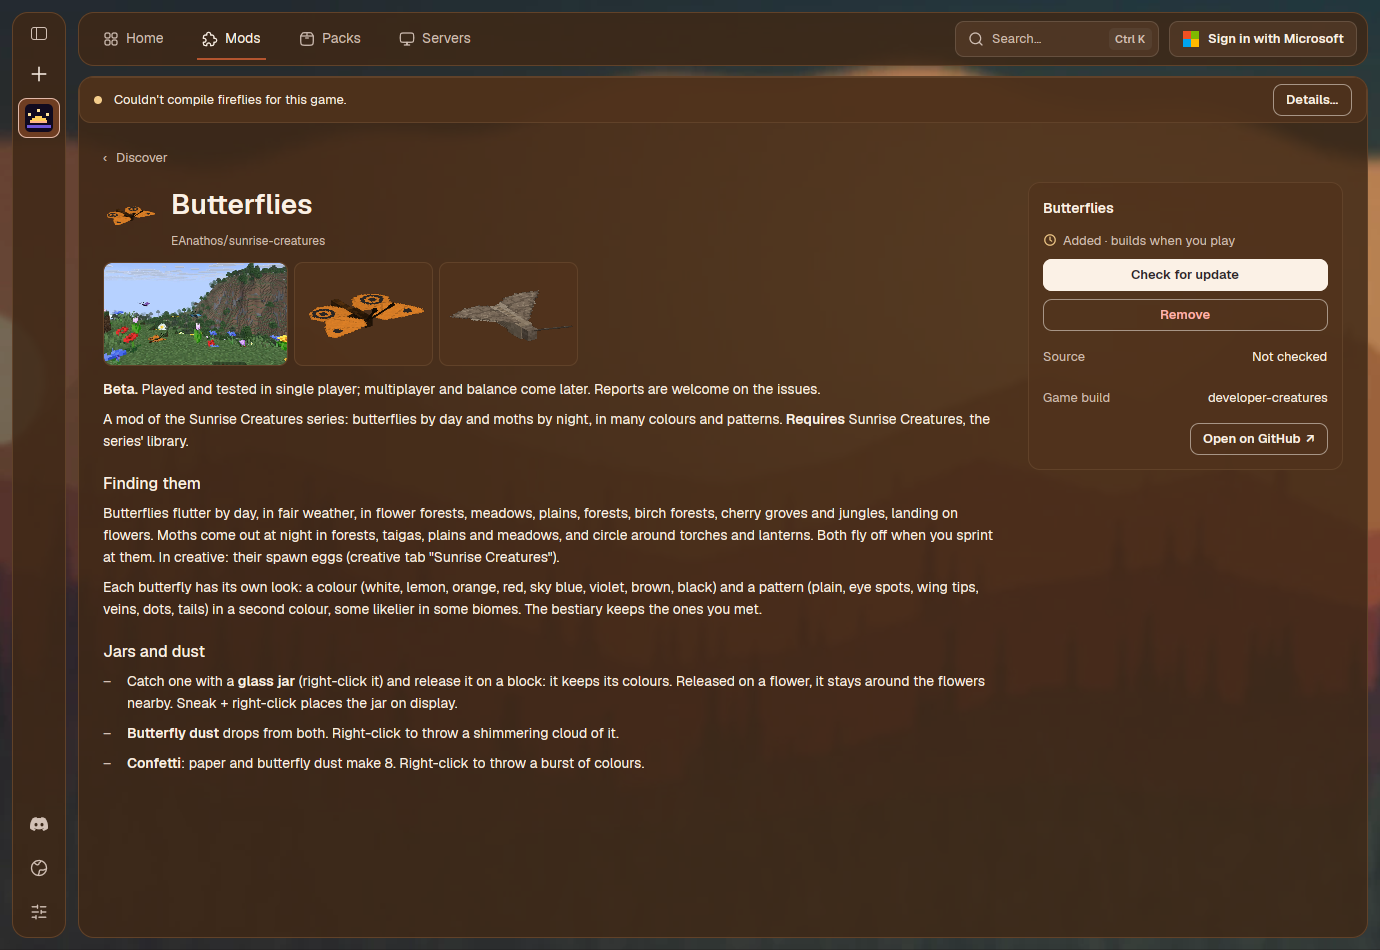 Home
Mods
Packs
Servers
Search...
Ctrl K
Sign in with Microsoft
Couldn't compile fireflies for this game.
Details...
‹ Discover
Butterflies
EAnathos/sunrise-creatures
Beta. Played and tested in single player; multiplayer and balance come later. Reports are welcome on the issues.
A mod of the Sunrise Creatures series: butterflies by day and moths by night, in many colours and patterns. Requires Sunrise Creatures, the
series' library.
Finding them
Butterflies flutter by day, in fair weather, in flower forests, meadows, plains, forests, birch forests, cherry groves and jungles, landing on
flowers. Moths come out at night in forests, taigas, plains and meadows, and circle around torches and lanterns. Both fly off when you sprint
at them. In creative: their spawn eggs (creative tab "Sunrise Creatures").
Each butterfly has its own look: a colour (white, lemon, orange, red, sky blue, violet, brown, black) and a pattern (plain, eye spots, wing tips,
veins, dots, tails) in a second colour, some likelier in some biomes. The bestiary keeps the ones you met.
Jars and dust
– Catch one with a glass jar (right-click it) and release it on a block: it keeps its colours. Released on a flower, it stays around the flowers
nearby. Sneak + right-click places the jar on display.
– Butterfly dust drops from both. Right-click to throw a shimmering cloud of it.
– Confetti: paper and butterfly dust make 8. Right-click to throw a burst of colours.
Butterflies
Added · builds when you play
Check for update
Remove
Source Not checked
Game build developer-creatures
Open on GitHub ↗